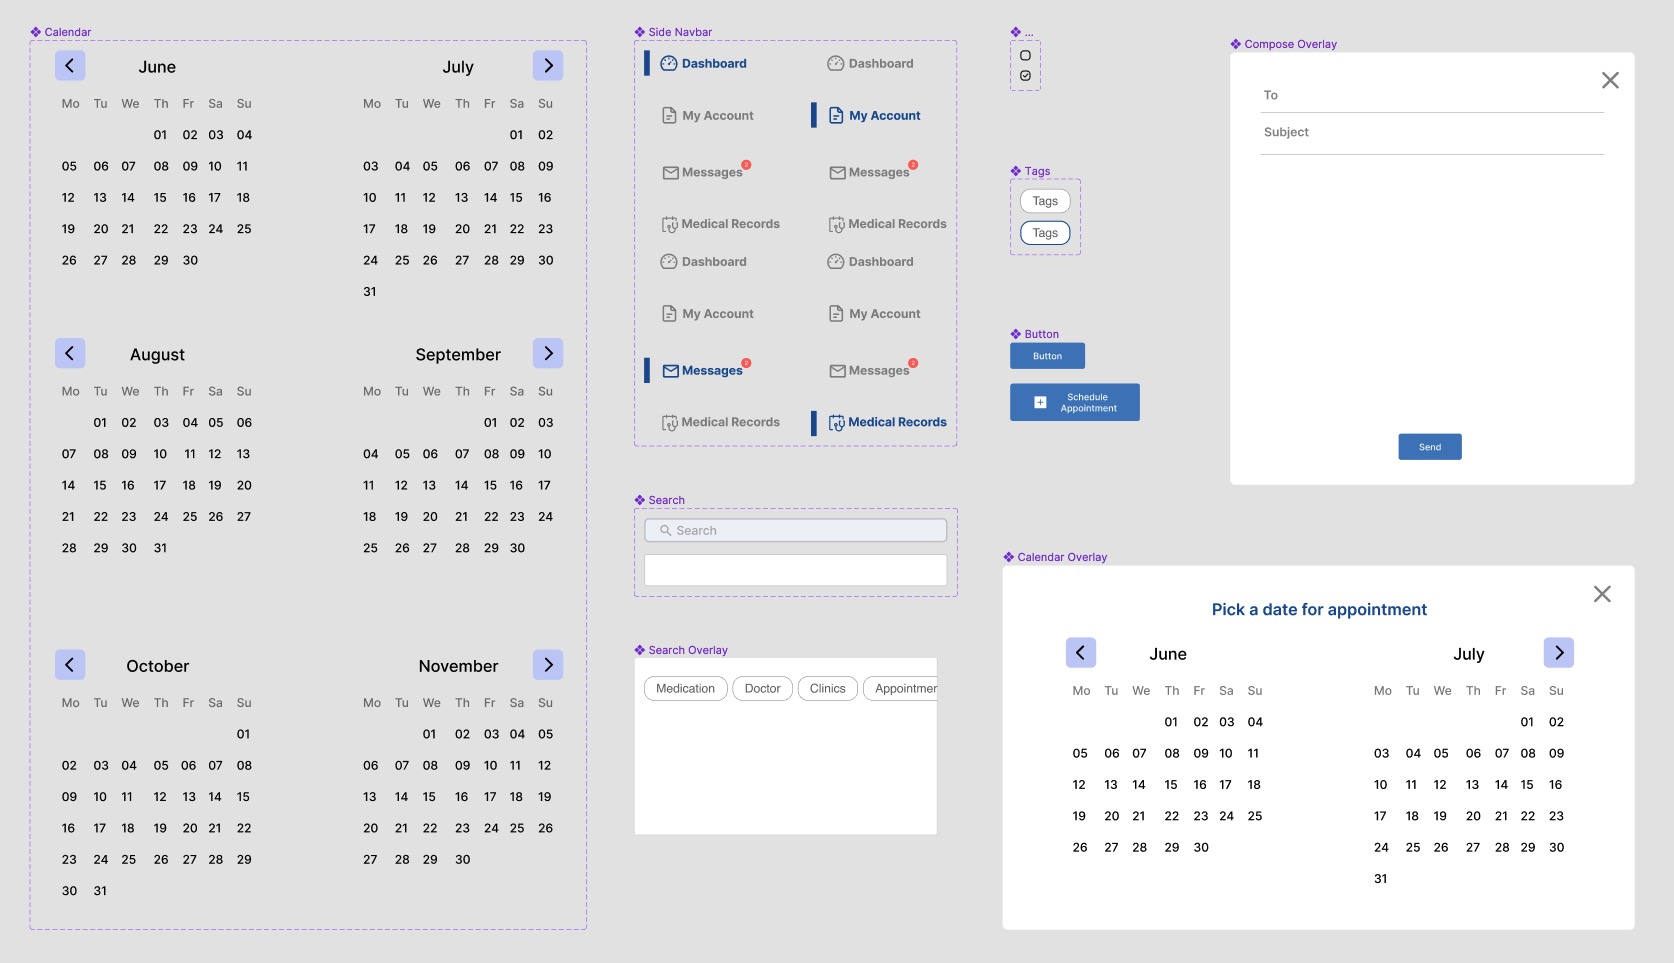 Calendar
June
Mo Tu We Th Fr Sa Su
01 02 03 04
05 06 07 08 09 10 11
12 13 14 15 16 17 18
19 20 21 22 23 24 25
26 27 28 29 30
July
Mo Tu We Th Fr Sa Su
01 02
03 04 05 06 07 08 09
10 11 12 13 14 15 16
17 18 19 20 21 22 23
24 25 26 27 28 29 30
31
August
Mo Tu We Th Fr Sa Su
01 02 03 04 05 06
07 08 09 10 11 12 13
14 15 16 17 18 19 20
21 22 23 24 25 26 27
28 29 30 31
September
Mo Tu We Th Fr Sa Su
01 02 03
04 05 06 07 08 09 10
11 12 13 14 15 16 17
18 19 20 21 22 23 24
25 26 27 28 29 30
October
Mo Tu We Th Fr Sa Su
01
02 03 04 05 06 07 08
09 10 11 12 13 14 15
16 17 18 19 20 21 22
23 24 25 26 27 28 29
30 31
November
Mo Tu We Th Fr Sa Su
01 02 03 04 05
06 07 08 09 10 11 12
13 14 15 16 17 18 19
20 21 22 23 24 25 26
27 28 29 30
Side Navbar
Dashboard
My Account
Messages 2
Medical Records
Dashboard
My Account
Messages 2
Medical Records
Dashboard
My Account
Messages 2
Medical Records
Dashboard
My Account
Messages 2
Medical Records
Search
Search
Search Overlay
Medication Doctor Clinics Appointmer
...
Tags
Tags
Tags
Button
Button
Schedule
Appointment
Compose Overlay
To
Subject
Send
Calendar Overlay
Pick a date for appointment
June
Mo Tu We Th Fr Sa Su
01 02 03 04
05 06 07 08 09 10 11
12 13 14 15 16 17 18
19 20 21 22 23 24 25
26 27 28 29 30
July
Mo Tu We Th Fr Sa Su
01 02
03 04 05 06 07 08 09
10 11 12 13 14 15 16
17 18 19 20 21 22 23
24 25 26 27 28 29 30
31